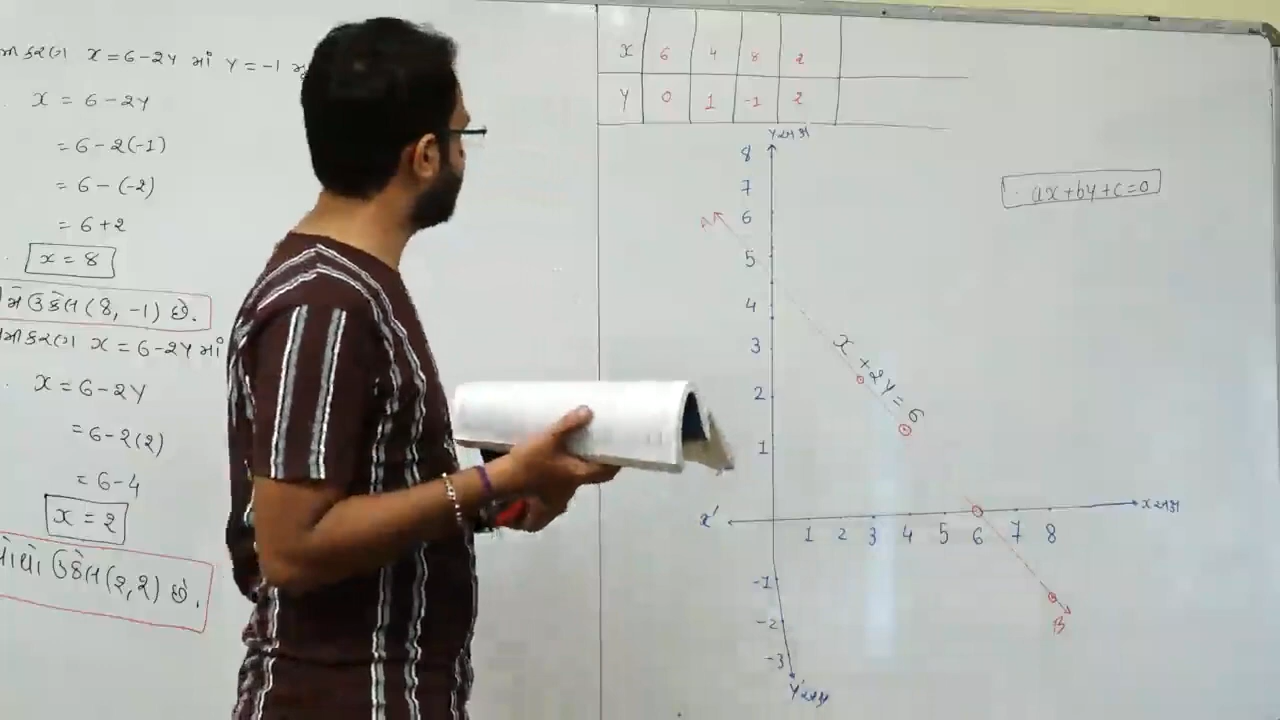 x = 6 - 2y માં y = -1
x = 6 - 2y
= 6 - 2(-1)
= 6 - (-2)
= 6 + 2
x = 8
ઉકેલ (8, -1) છે.
x = 6 - 2y માં
x = 6 - 2y
= 6 - 2(2)
= 6 - 4
x = 2
ઉકેલ (2, 2) છે.
x 6 4 8 2
y 0 1 -1 2
y અક્ષ
8
7
6
5
4
3
2
1
A
x + 2y = 6
ax + by + c = 0
x' x અક્ષ
1 2 3 4 5 6 7 8
-1
-2
-3
B
y' અક્ષ